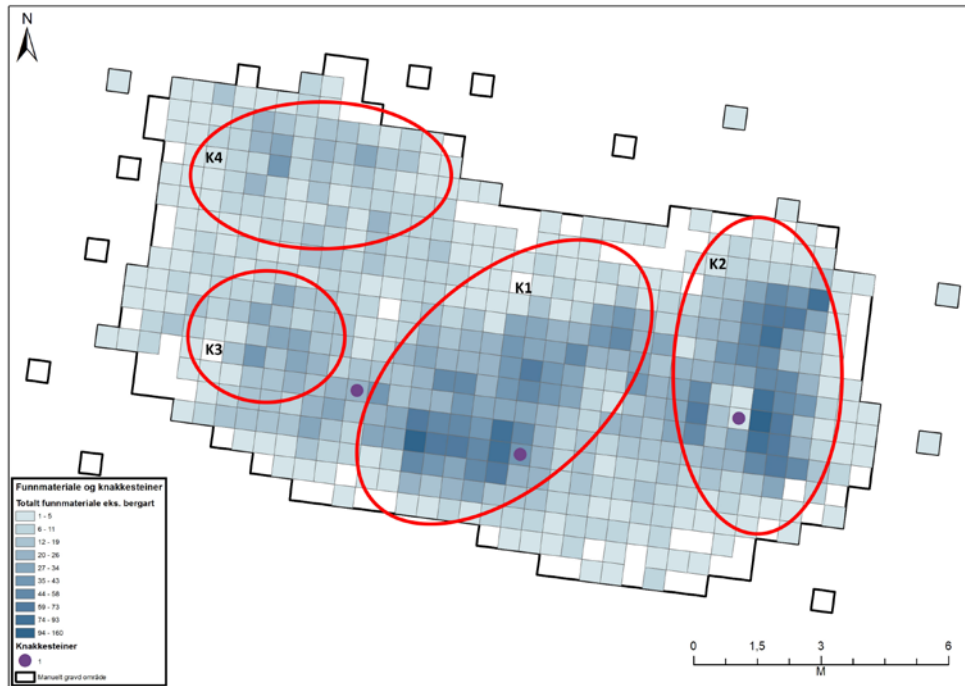 N
K4
K2
K1
K3
Funnmateriale og knakkesteiner
Totalt funnmateriale eks. bergart
1 - 5
6 - 11
12 - 19
20 - 26
27 - 34
35 - 43
44 - 58
59 - 73
74 - 93
94 - 160
Knakkesteiner
1
Manuelt gravd område
0 1,5 3 6
M